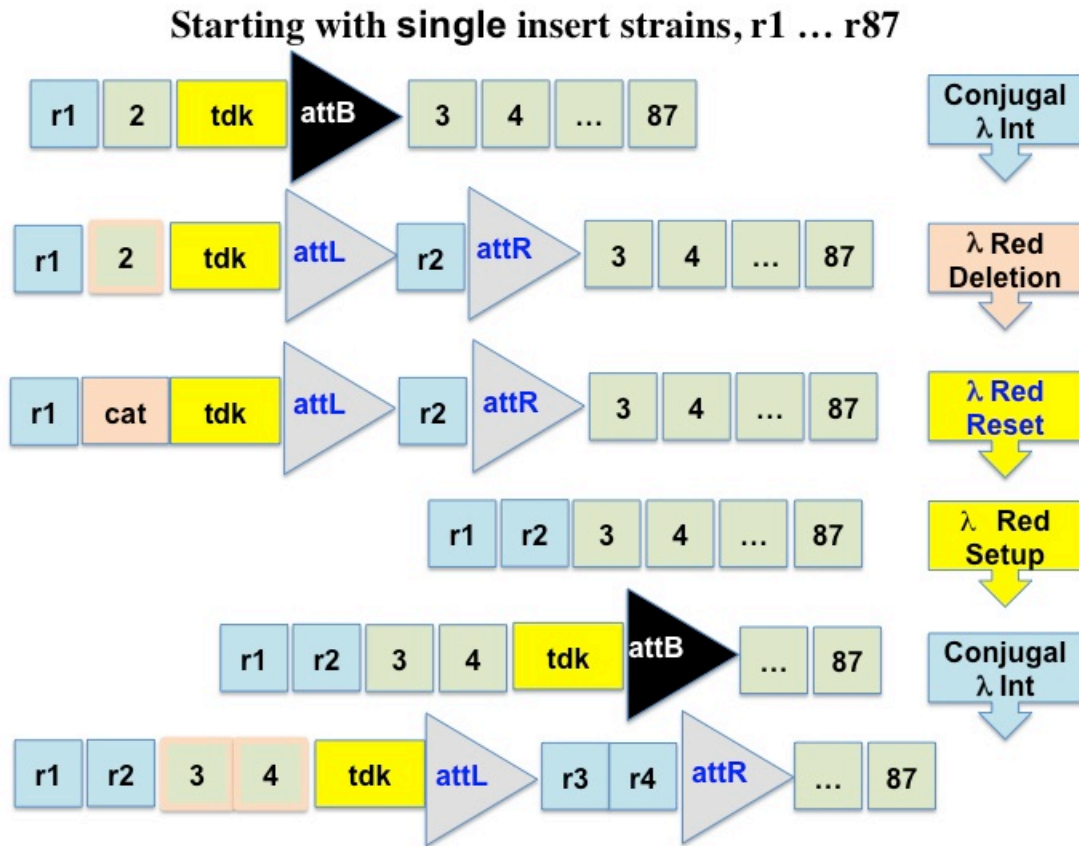 Starting with single insert strains, r1 … r87
r1 2 tdk attB 3 4 … 87
Conjugal
λ Int
r1 2 tdk attL r2 attR 3 4 … 87
λ Red
Deletion
r1 cat tdk attL r2 attR 3 4 … 87
λ Red
Reset
r1 r2 3 4 … 87
λ Red
Setup
r1 r2 3 4 tdk attB … 87
Conjugal
λ Int
r1 r2 3 4 tdk attL r3 r4 attR … 87